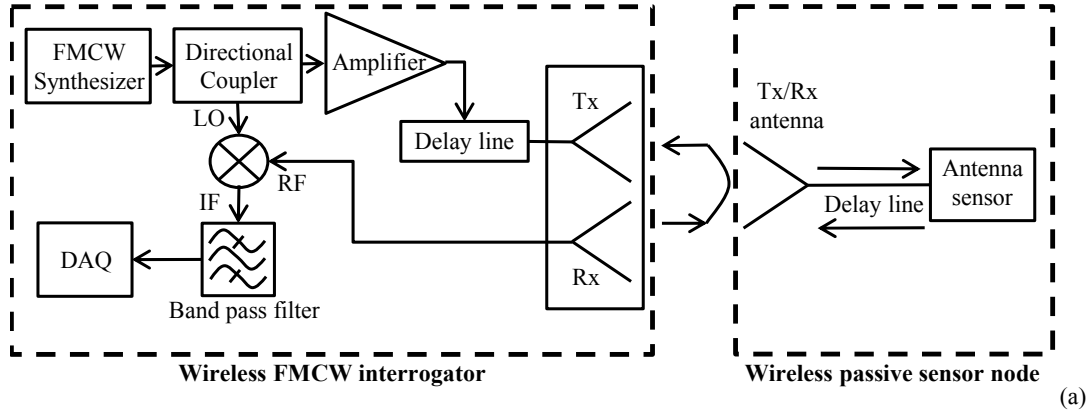 FMCW
Synthesizer
Directional
Coupler
Amplifier
LO
RF
IF
Delay line
Tx
Rx
DAQ
Band pass filter
Wireless FMCW interrogator
Tx/Rx
antenna
Delay line
Antenna
sensor
Wireless passive sensor node
(a)